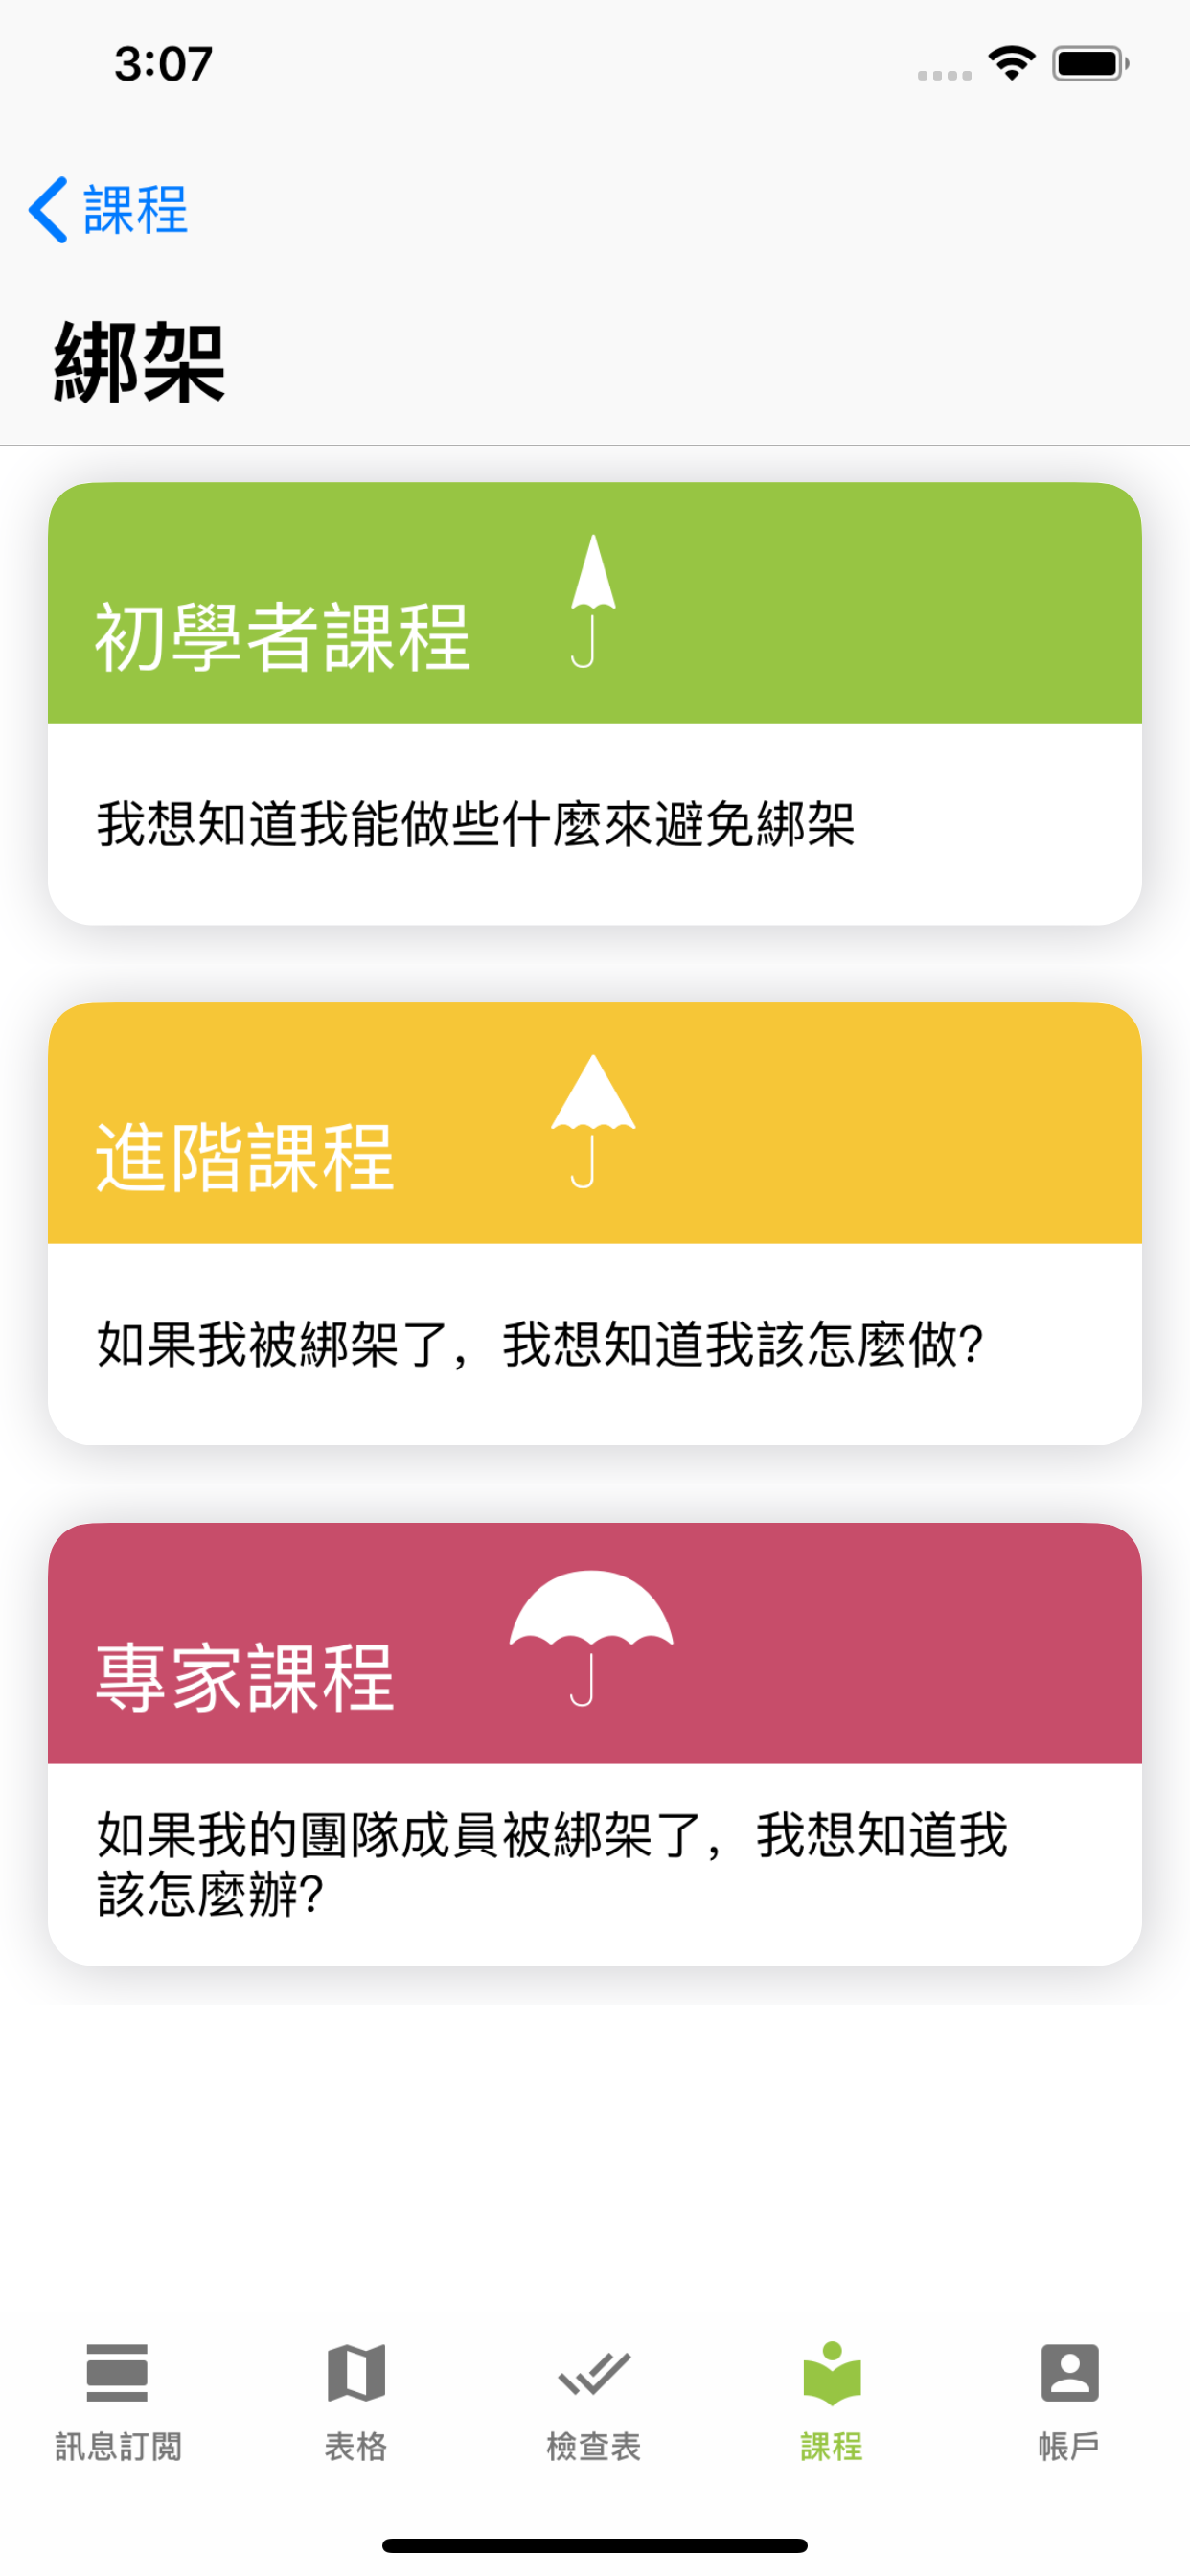 3:07
課程
綁架
初學者課程
我想知道我能做些什麼來避免綁架
進階課程
如果我被綁架了，我想知道我該怎麼做?
專家課程
如果我的團隊成員被綁架了，我想知道我
該怎麼辦?
訊息訂閱
表格
檢查表
課程
帳戶